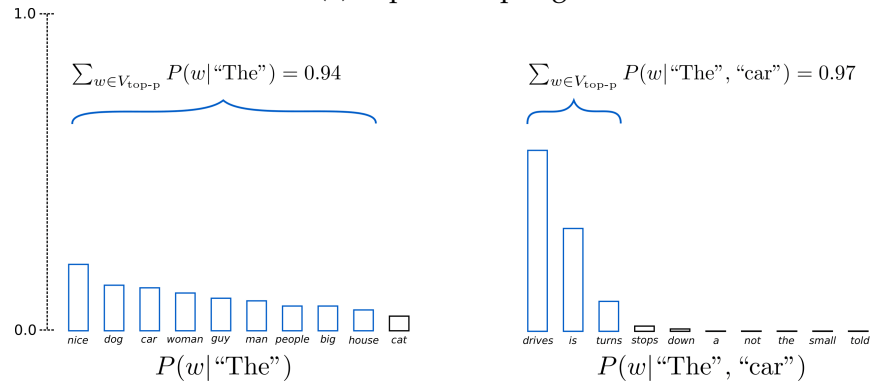 1.0
∑w∈Vtop-p P(w|“The”) = 0.94
∑w∈Vtop-p P(w|“The”, “car”) = 0.97
0.0
nice dog car woman guy man people big house cat
drives is turns stops down a not the small told
P(w|“The”)
P(w|“The”, “car”)